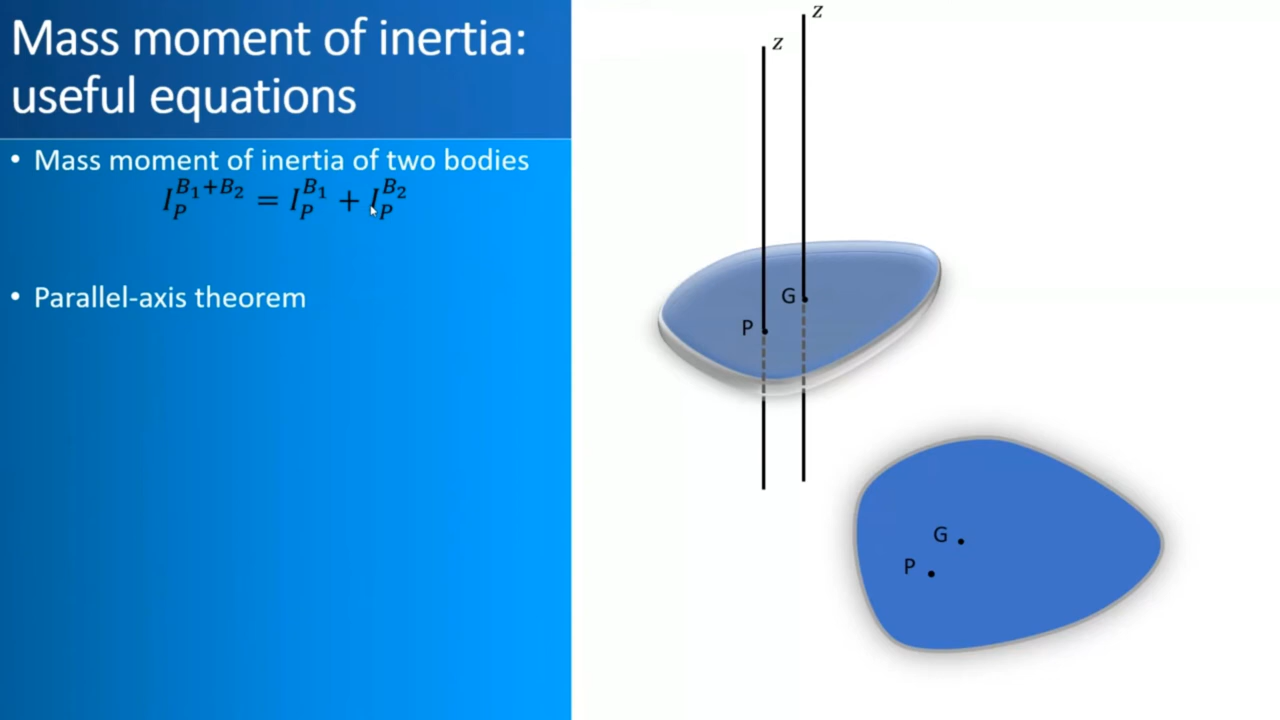 Mass moment of inertia:
useful equations
• Mass moment of inertia of two bodies
$I_P^{B_1+B_2} = I_P^{B_1} + I_P^{B_2}$
• Parallel-axis theorem
z
z
G
P
G
P